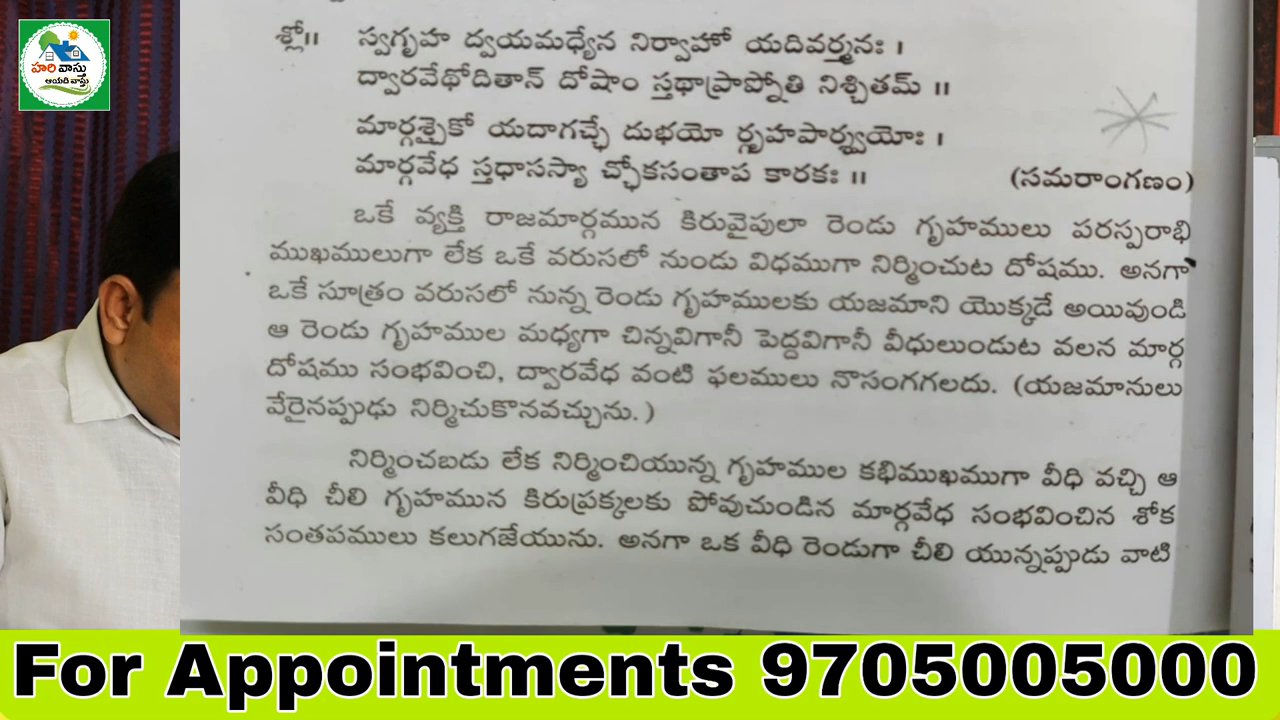 హరి వాస్తు
ఆయాది వాస్తే
శ్లో॥ స్వగృహ ద్వయమధ్యేన నిర్వాహో యదివర్త్మనః ।
ద్వారవేథోదితాన్ దోషాం స్తథాప్రాప్నోతి నిశ్చితమ్ ॥
మార్గశ్చైకో యదాగచ్ఛే దుభయో ర్గృహపార్శ్వయోః ।
మార్గవేధ స్తధాసస్యా చ్ఛోకసంతాప కారకః ॥ (సమరాంగణం)
ఒకే వ్యక్తి రాజమార్గమున కిరువైపులా రెండు గృహములు పరస్పరాభి
ముఖములుగా లేక ఒకే వరుసలో నుండు విధముగా నిర్మించుట దోషము. అనగా
ఒకే సూత్రం వరుసలో నున్న రెండు గృహములకు యజమాని యొక్కడే అయివుండి
ఆ రెండు గృహముల మధ్యగా చిన్నవిగానీ పెద్దవిగానీ వీధులుండుట వలన మార్గ
దోషము సంభవించి, ద్వారవేధ వంటి ఫలములు నొసంగగలదు. (యజమానులు
వేరైనప్పుఢు నిర్మిచుకొనవచ్చును.)
నిర్మించబడు లేక నిర్మించియున్న గృహముల కభిముఖముగా వీధి వచ్చి ఆ
వీధి చీలి గృహమున కిరుప్రక్కలకు పోవుచుండిన మార్గవేధ సంభవించిన శోక
సంతపములు కలుగజేయును. అనగా ఒక వీధి రెండుగా చీలి యున్నప్పుడు వాటి
For Appointments 9705005000